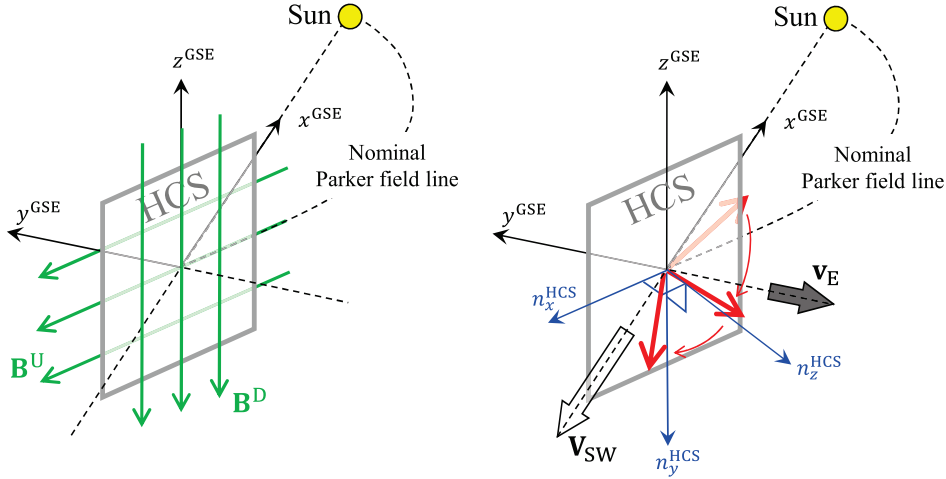 Sun
z^GSE
x^GSE
Nominal
Parker field line
HCS
y^GSE
B^U
B^D
Sun
z^GSE
x^GSE
Nominal
Parker field line
HCS
y^GSE
v_E
n_x^HCS
n_z^HCS
V_SW
n_y^HCS